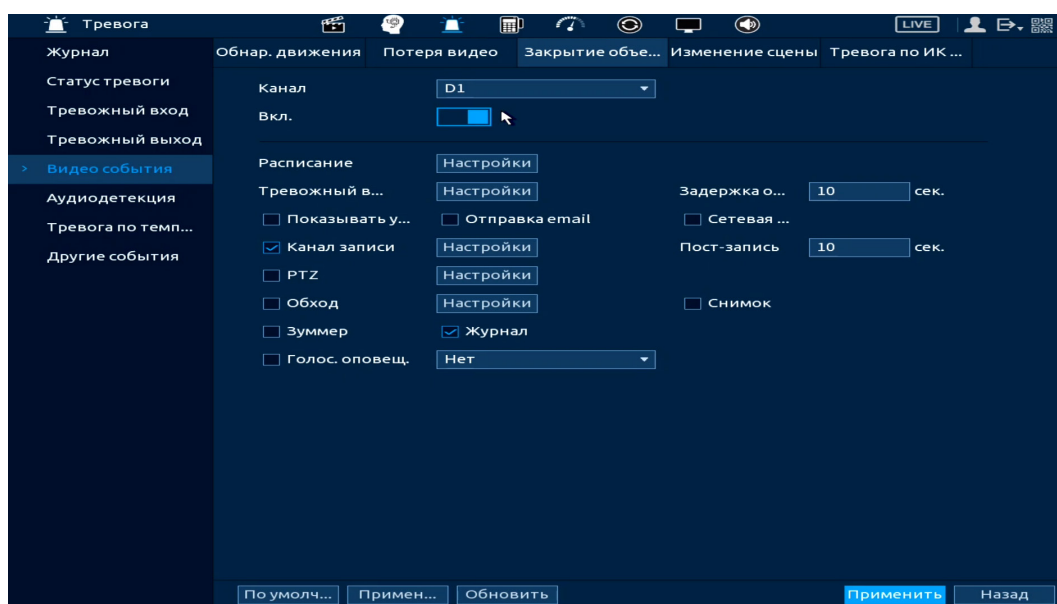 Тревога LIVE
Журнал
Обнар. движения Потеря видео Закрытие объе... Изменение сцены Тревога по ИК ...
Статус тревоги
Тревожный вход
Тревожный выход
> Видео события
Аудиодетекция
Тревога по темп...
Другие события
Канал D1
Вкл.
Расписание Настройки
Тревожный в... Настройки Задержка о... 10 сек.
Показывать у... Отправка email Сетевая ...
Канал записи Настройки Пост-запись 10 сек.
PTZ Настройки
Обход Настройки Снимок
Зуммер Журнал
Голос. оповещ. Нет
По умолч... Примен... Обновить Применить Назад